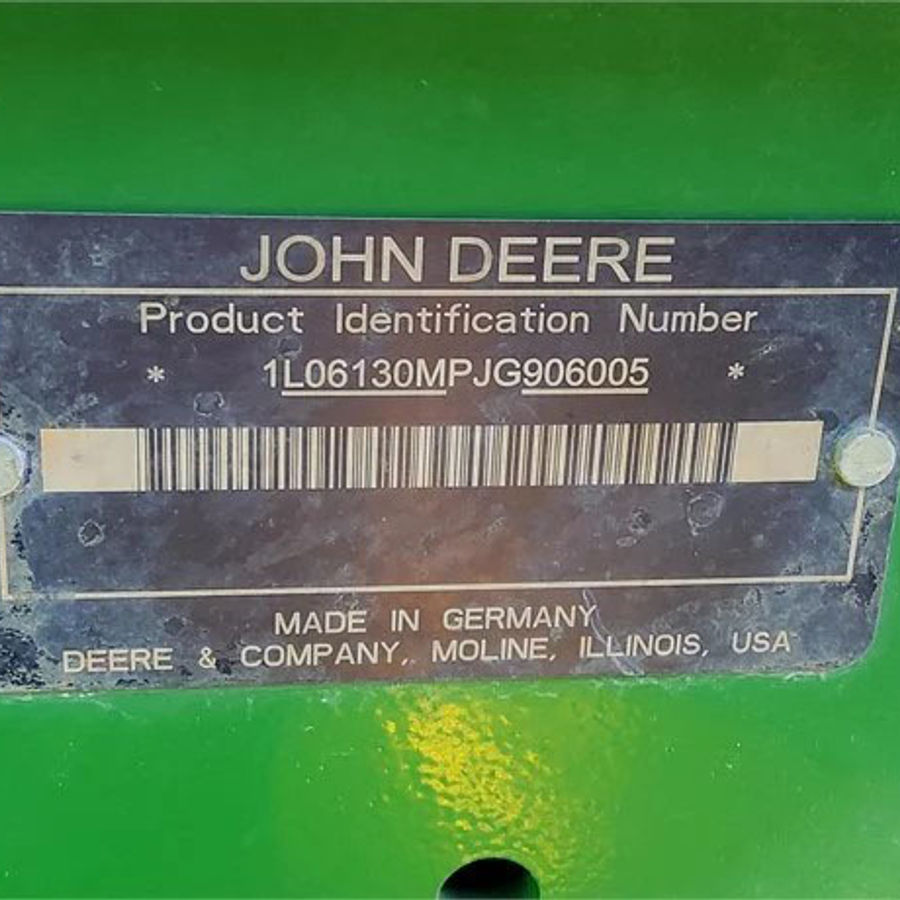 JOHN DEERE
Product Identification Number
* 1L06130MPJG906005 *
MADE IN GERMANY
DEERE & COMPANY, MOLINE, ILLINOIS, USA